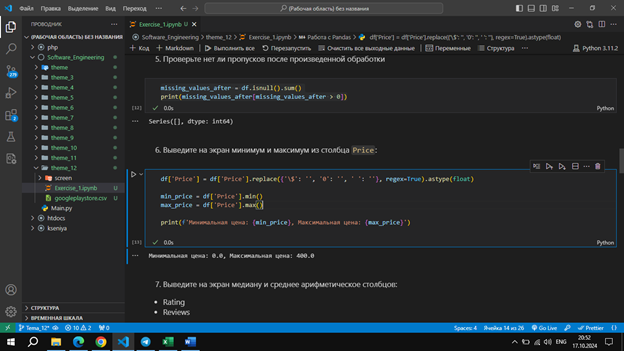 Файл Правка Выделение Вид Переход ···
(Рабочая область) без названия
ПРОВОДНИК ···
Exercise_1.ipynb U
(РАБОЧАЯ ОБЛАСТЬ) БЕЗ НАЗВАНИЯ
Software_Engineering > theme_12 > Exercise_1.ipynb > Работа с Pandas > df['Price'] = df['Price'].replace({'\$': '', '0': '', ' ': ''}, regex=True).astype(float)
+ Код + Markdown Выполнить все Перезапустить Очистить все выходные данные Переменные Структура ··· Python 3.11.2
php
Software_Engineering
theme
theme_3
theme_4
theme_5
theme_6
theme_7
theme_8
theme_9
theme_10
theme_11
theme_12
screen
Exercise_1.ipynb U
googleplaystore.csv U
Main.py
htdocs
kseniya
СТРУКТУРА
ВРЕМЕННАЯ ШКАЛА
5. Проверьте нет ли пропусков после произведенной обработки
missing_values_after = df.isnull().sum()
print(missing_values_after[missing_values_after > 0])
[12] 0.0s Python
··· Series([], dtype: int64)
6. Выведите на экран минимум и максимум из столбца Price:
df['Price'] = df['Price'].replace({'\$': '', '0': '', ' ': ''}, regex=True).astype(float)
min_price = df['Price'].min()
max_price = df['Price'].max()
print(f'Минимальная цена: {min_price}, Максимальная цена: {max_price}')
[13] 0.0s Python
··· Минимальная цена: 0.0, Максимальная цена: 400.0
7. Выведите на экран медиану и среднее арифметическое столбцов:
• Rating
• Reviews
Tema_12* 10 2 0 Spaces: 4 Ячейка 14 из 26 Go Live Prettier
ENG
20:52
17.10.2024